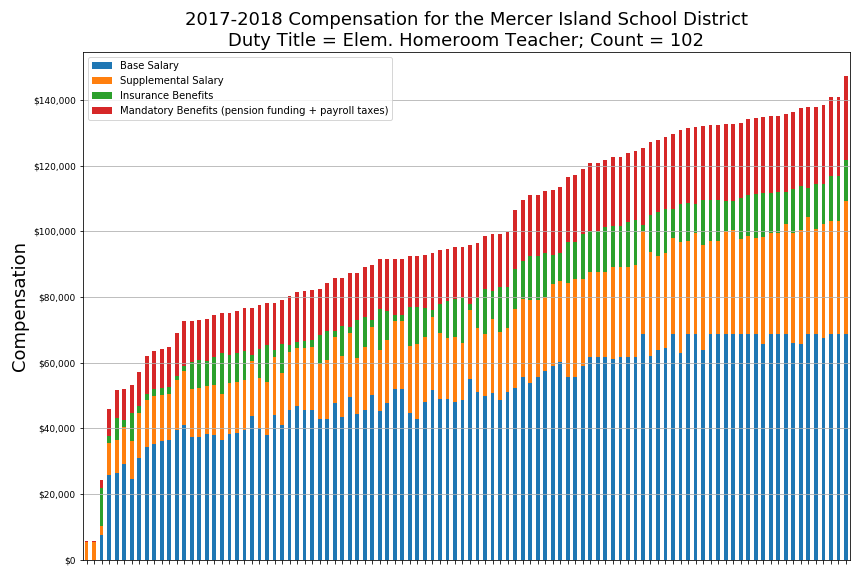 2017-2018 Compensation for the Mercer Island School District
Duty Title = Elem. Homeroom Teacher; Count = 102
Base Salary
Supplemental Salary
Insurance Benefits
Mandatory Benefits (pension funding + payroll taxes)
$140,000
$120,000
$100,000
$80,000
$60,000
$40,000
$20,000
$0
Compensation